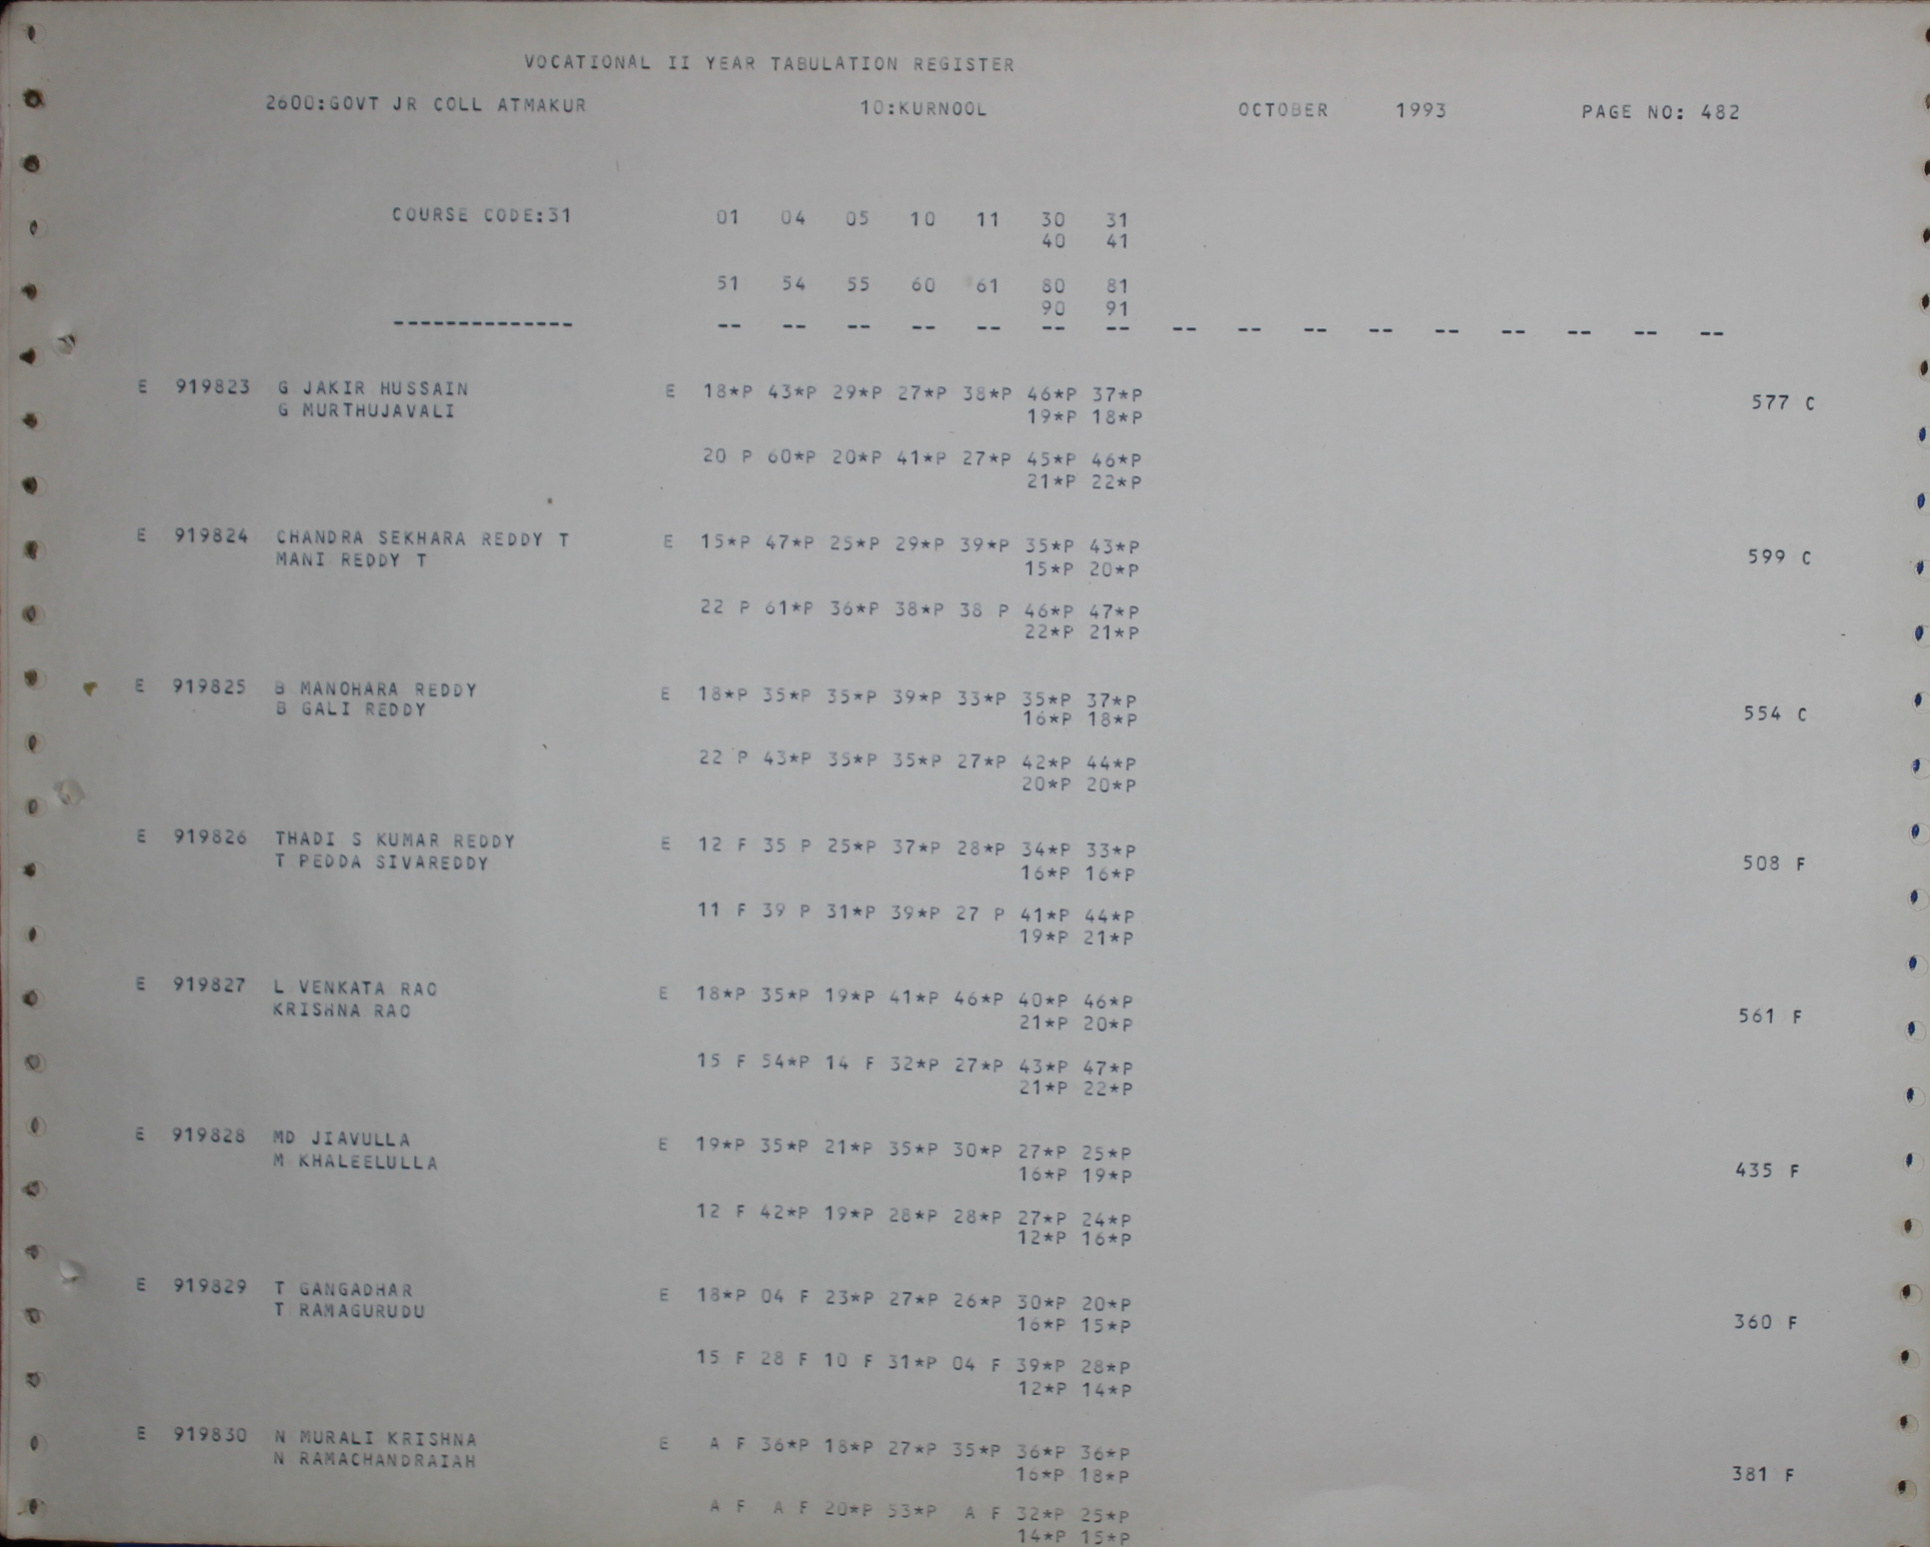 VOCATIONAL II YEAR TABULATION REGISTER
2600:GOVT JR COLL ATMAKUR 10:KURNOOL OCTOBER 1993 PAGE NO: 482
COURSE CODE:31 01 04 05 10 11 30 31
40 41
51 54 55 60 61 80 81
90 91
-------------- -- -- -- -- -- -- -- -- -- -- -- -- -- -- -- --
E 919823 G JAKIR HUSSAIN E 18*P 43*P 29*P 27*P 38*P 46*P 37*P
G MURTHUJAVALI 19*P 18*P 577 C
20 P 60*P 20*P 41*P 27*P 45*P 46*P
21*P 22*P
E 919824 CHANDRA SEKHARA REDDY T E 15*P 47*P 25*P 29*P 39*P 35*P 43*P
MANI REDDY T 15*P 20*P 599 C
22 P 61*P 36*P 38*P 38 P 46*P 47*P
22*P 21*P
E 919825 B MANOHARA REDDY E 18*P 35*P 35*P 39*P 33*P 35*P 37*P
B GALI REDDY 16*P 18*P 554 C
22 P 43*P 35*P 35*P 27*P 42*P 44*P
20*P 20*P
E 919826 THADI S KUMAR REDDY E 12 F 35 P 25*P 37*P 28*P 34*P 33*P
T PEDDA SIVAREDDY 16*P 16*P 508 F
11 F 39 P 31*P 39*P 27 P 41*P 44*P
19*P 21*P
E 919827 L VENKATA RAO E 18*P 35*P 19*P 41*P 46*P 40*P 46*P
KRISHNA RAO 21*P 20*P 561 F
15 F 54*P 14 F 32*P 27*P 43*P 47*P
21*P 22*P
E 919828 MD JIAVULLA E 19*P 35*P 21*P 35*P 30*P 27*P 25*P
M KHALEELULLA 16*P 19*P 435 F
12 F 42*P 19*P 28*P 28*P 27*P 24*P
12*P 16*P
E 919829 T GANGADHAR E 18*P 04 F 23*P 27*P 26*P 30*P 20*P
T RAMAGURUDU 16*P 15*P 360 F
15 F 28 F 10 F 31*P 04 F 39*P 28*P
12*P 14*P
E 919830 N MURALI KRISHNA E A F 36*P 18*P 27*P 35*P 36*P 36*P
N RAMACHANDRAIAH 16*P 18*P 381 F
A F A F 20*P 53*P A F 32*P 25*P
14*P 15*P